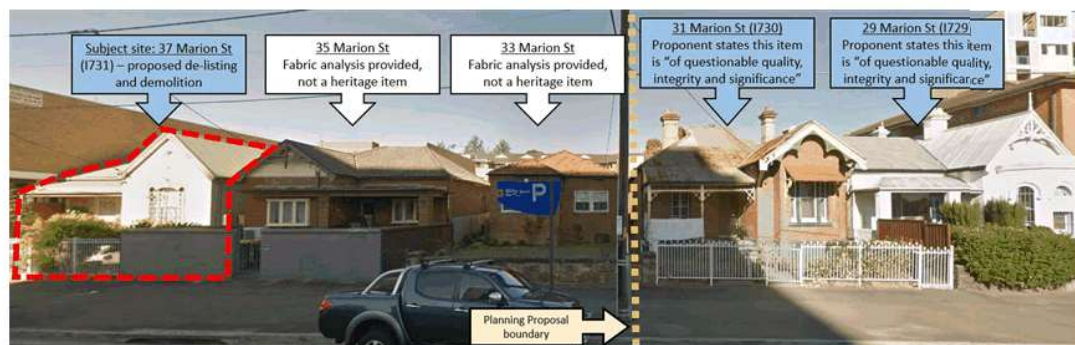 Subject site: 37 Marion St
(I731) – proposed de-listing
and demolition
35 Marion St
Fabric analysis provided,
not a heritage item
33 Marion St
Fabric analysis provided,
not a heritage item
31 Marion St (I730)
Proponent states this item
is "of questionable quality,
integrity and significance"
29 Marion St (I729)
Proponent states this item
is "of questionable quality,
integrity and significance"
P
Planning Proposal
boundary